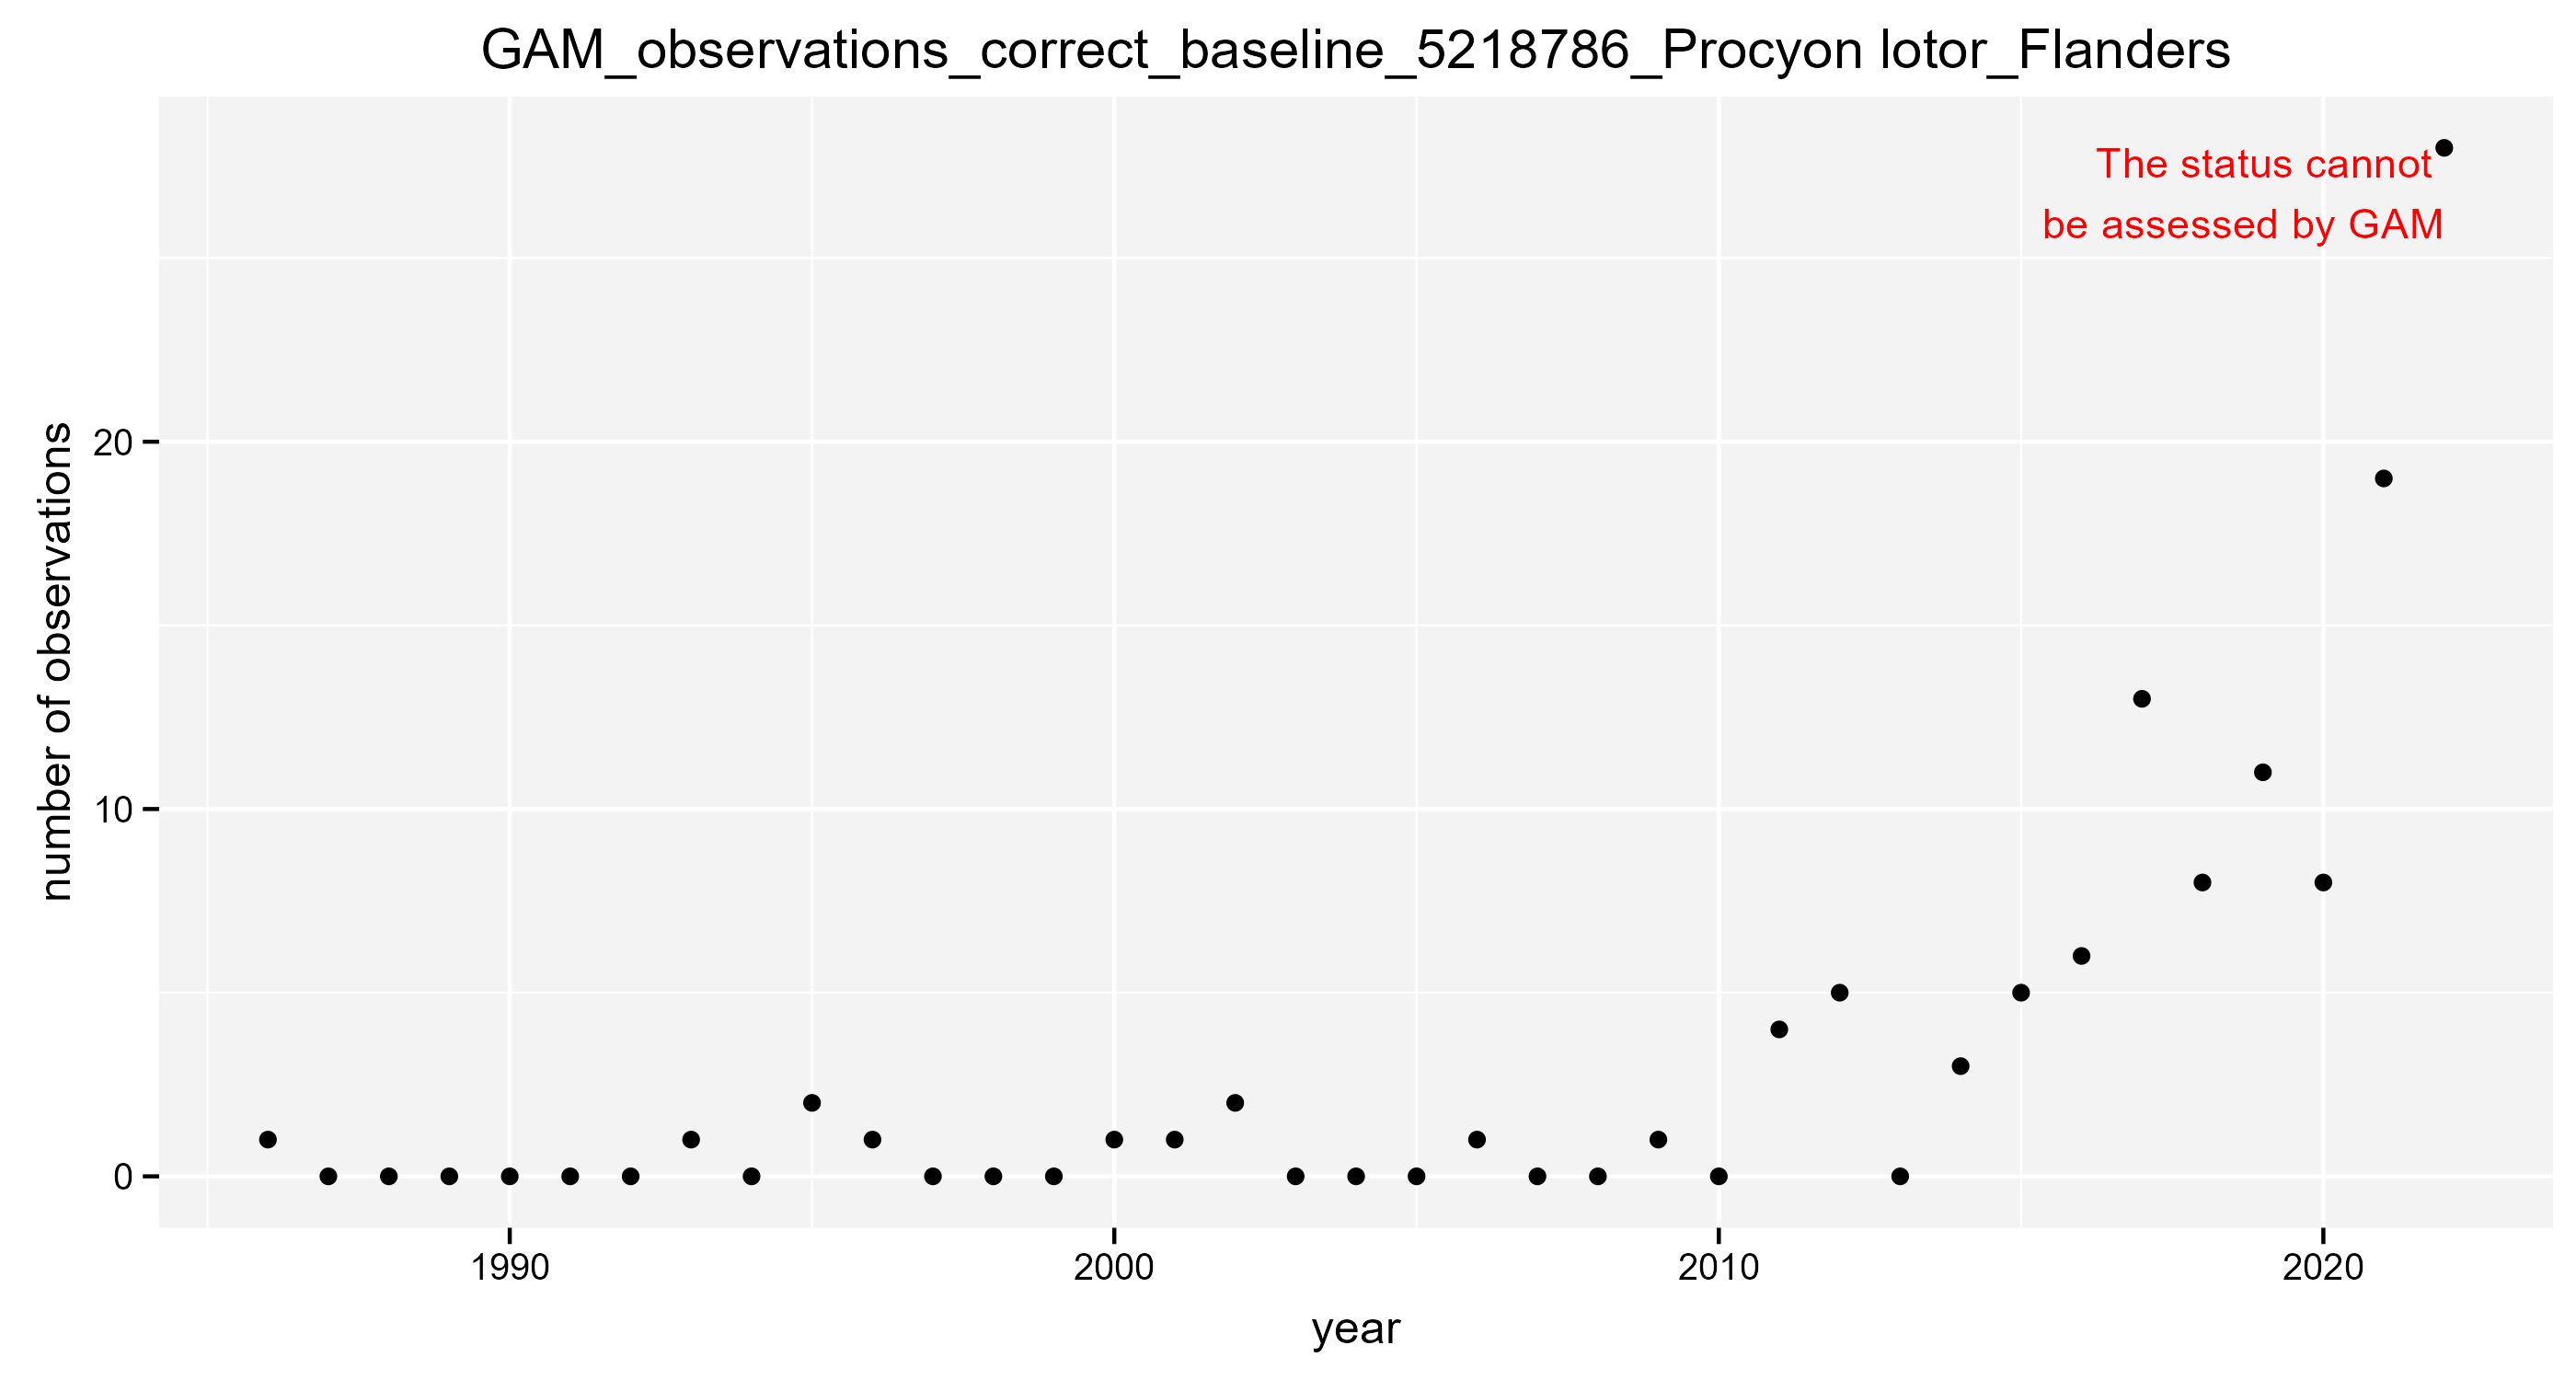 GAM_observations_correct_baseline_5218786_Procyon lotor_Flanders
The status cannot
be assessed by GAM
number of observations
20
10
0
1990 2000 2010 2020
year